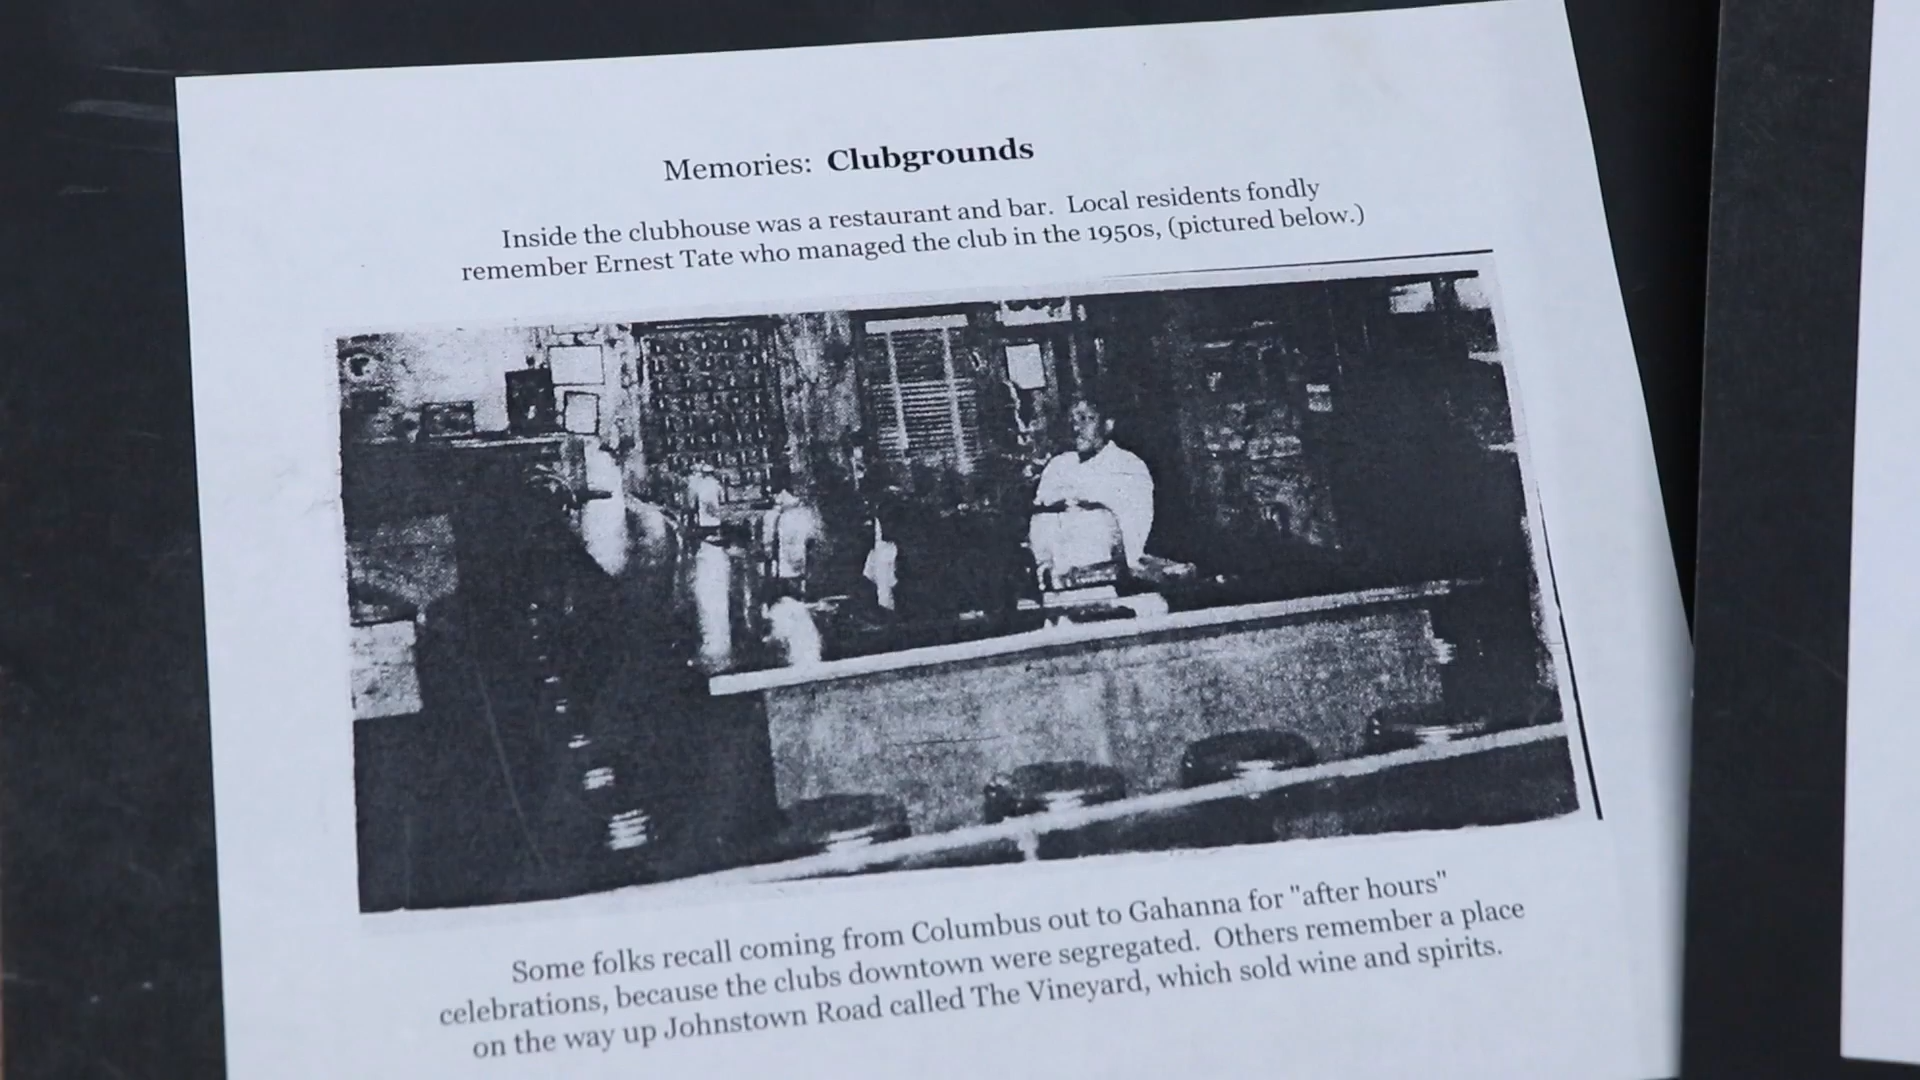 Memories: Clubgrounds
Inside the clubhouse was a restaurant and bar. Local residents fondly
remember Ernest Tate who managed the club in the 1950s, (pictured below.)
Some folks recall coming from Columbus out to Gahanna for "after hours"
celebrations, because the clubs downtown were segregated. Others remember a place
on the way up Johnstown Road called The Vineyard, which sold wine and spirits.